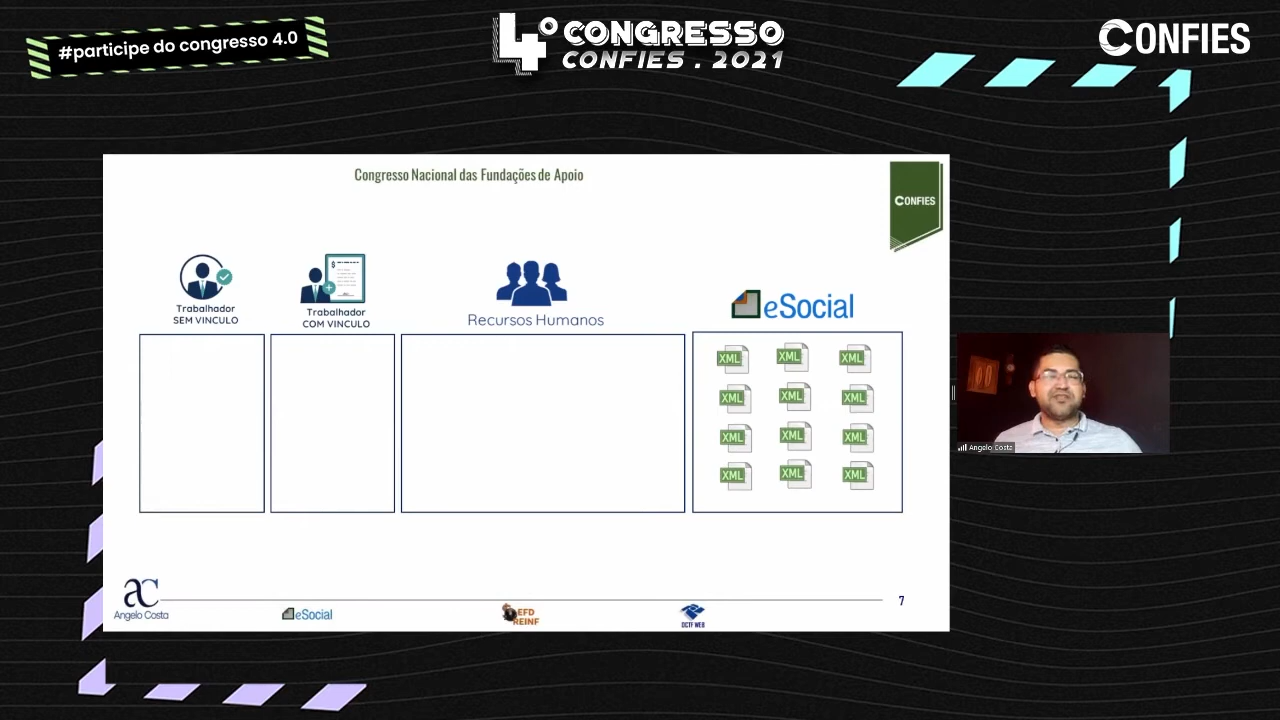 #participe do congresso 4.0
4º CONGRESSO
CONFIES . 2021
CONFIES
Congresso Nacional das Fundações de Apoio
CONFIES
Trabalhador
SEM VINCULO
Trabalhador
COM VINCULO
Recursos Humanos
eSocial
XML XML XML
XML XML XML
XML XML XML
XML XML XML
Angelo Costa
aC
Angelo Costa
eSocial
EFD
REINF
DCTF WEB
7